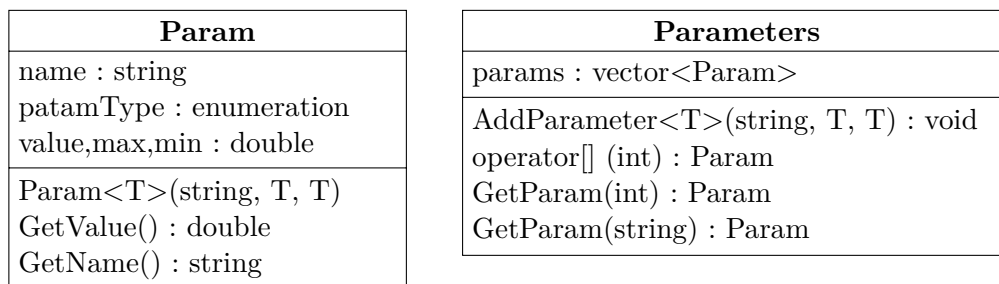 Param
name : string
patamType : enumeration
value,max,min : double
Param<T>(string, T, T)
GetValue() : double
GetName() : string
Parameters
params : vector<Param>
AddParameter<T>(string, T, T) : void
operator[] (int) : Param
GetParam(int) : Param
GetParam(string) : Param